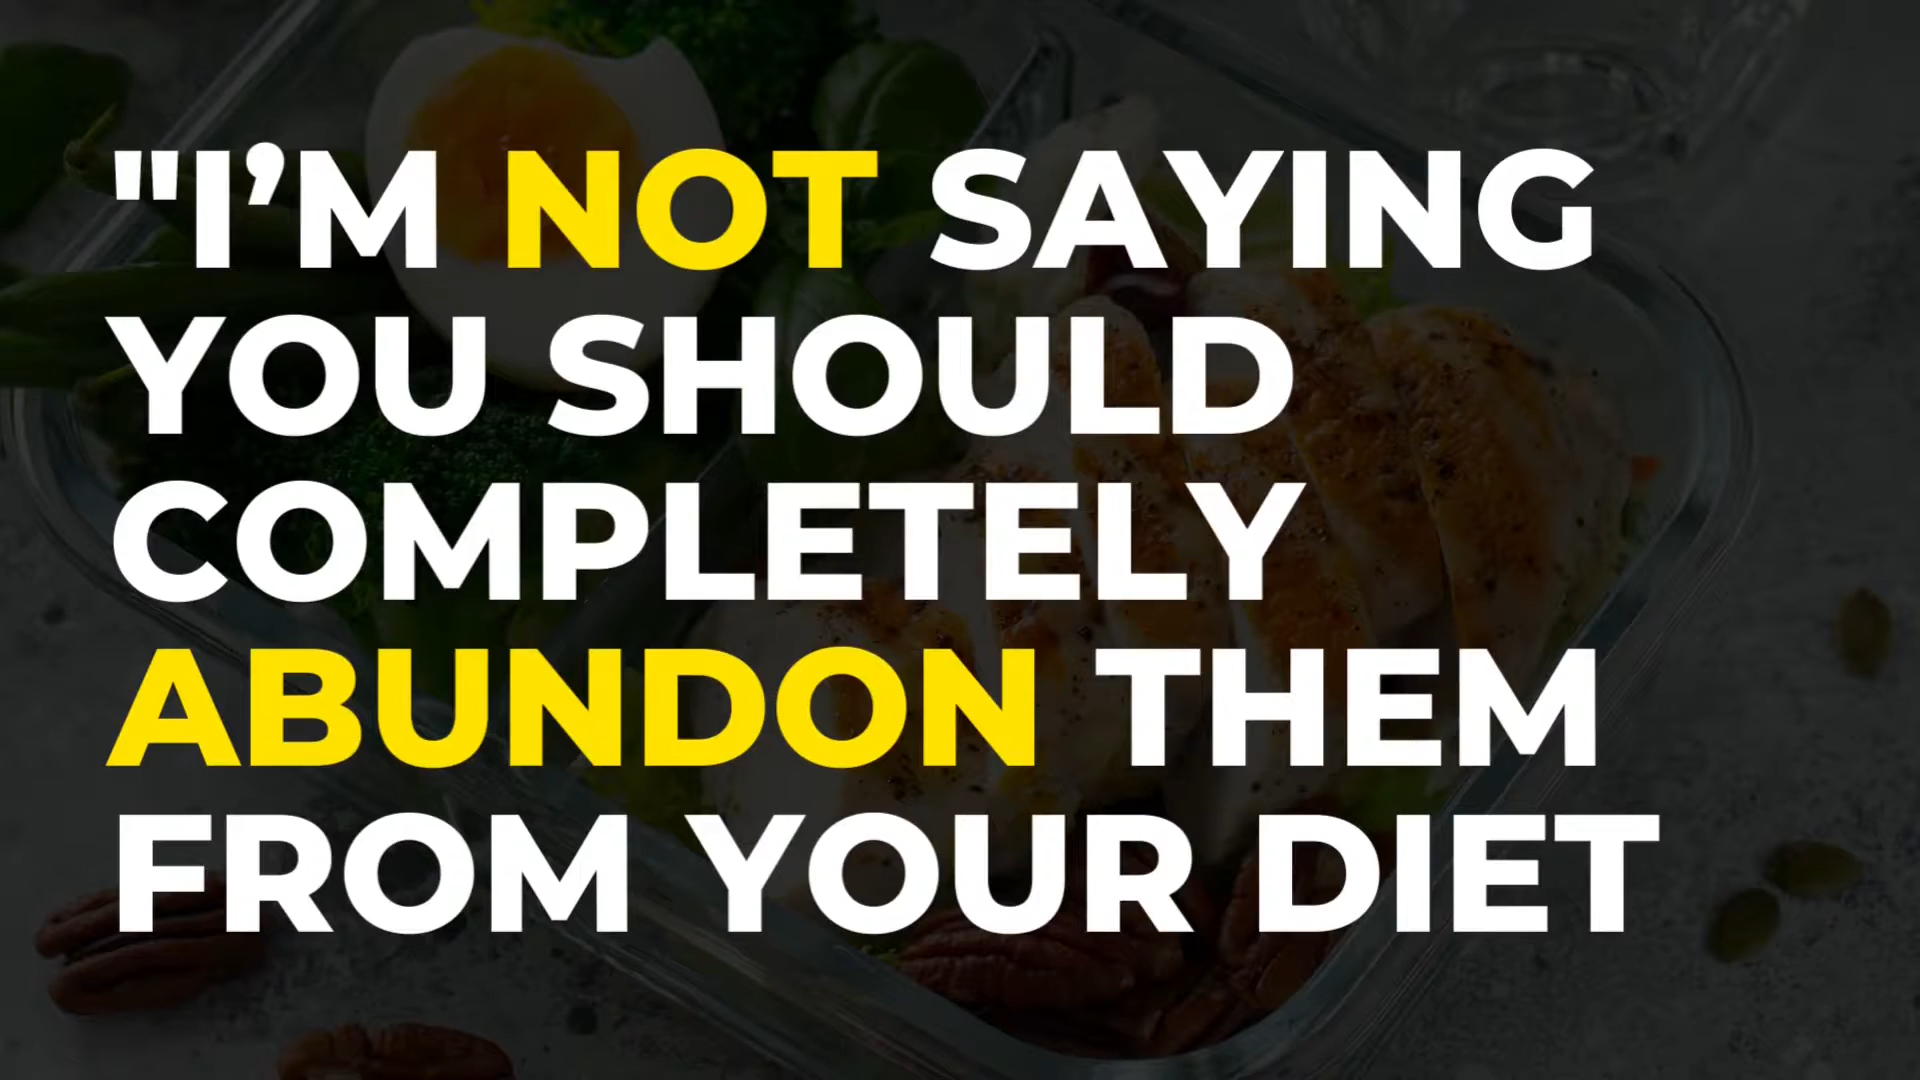 "I’M NOT SAYING
YOU SHOULD
COMPLETELY
ABUNDON THEM
FROM YOUR DIET